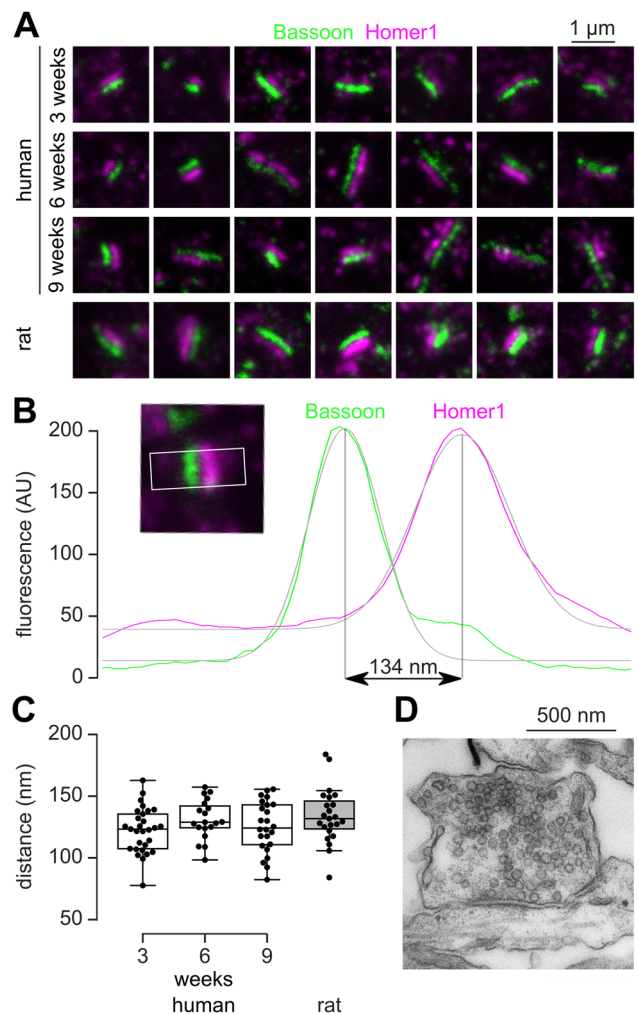 A
Bassoon Homer1
1 µm
human
3 weeks
6 weeks
9 weeks
rat
B
Bassoon
Homer1
fluorescence (AU)
200
150
100
50
0
134 nm
C
distance (nm)
200
150
100
50
3 6 9
weeks
human rat
D
500 nm